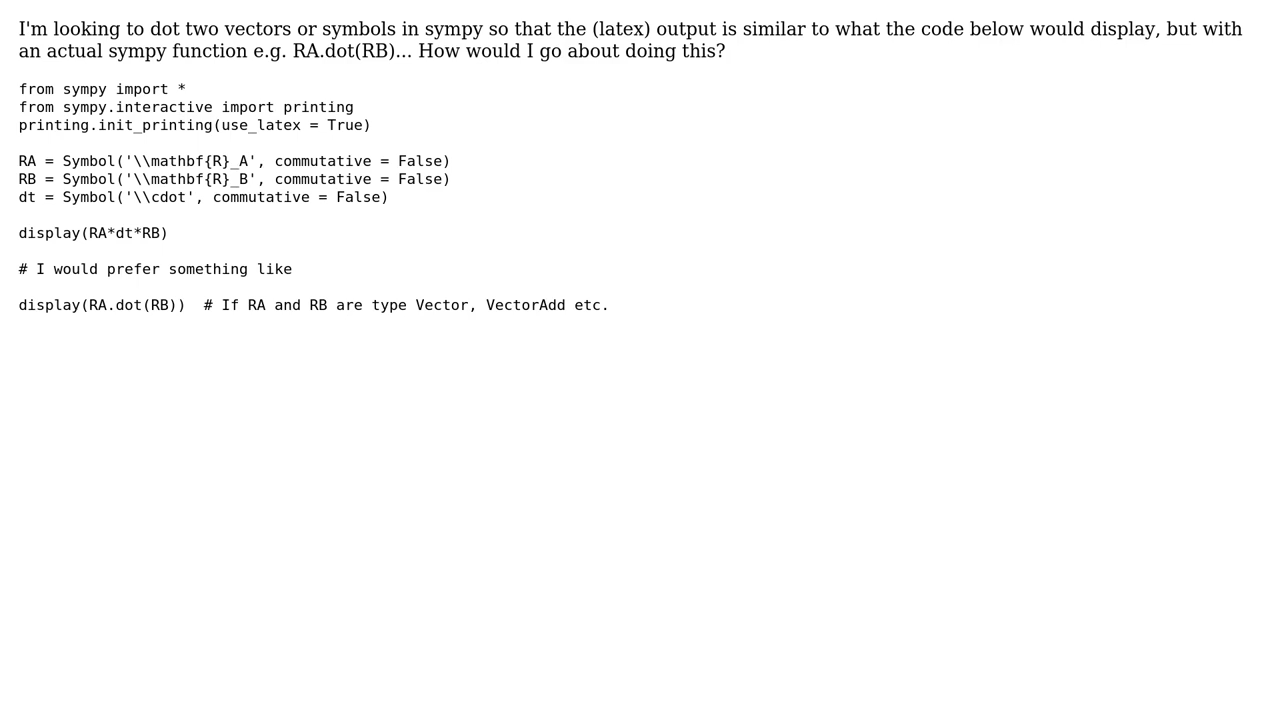 I'm looking to dot two vectors or symbols in sympy so that the (latex) output is similar to what the code below would display, but with
an actual sympy function e.g. RA.dot(RB)... How would I go about doing this?
from sympy import *
from sympy.interactive import printing
printing.init_printing(use_latex = True)
RA = Symbol('\\mathbf{R}_A', commutative = False)
RB = Symbol('\\mathbf{R}_B', commutative = False)
dt = Symbol('\\cdot', commutative = False)
display(RA*dt*RB)
# I would prefer something like
display(RA.dot(RB))  # If RA and RB are type Vector, VectorAdd etc.